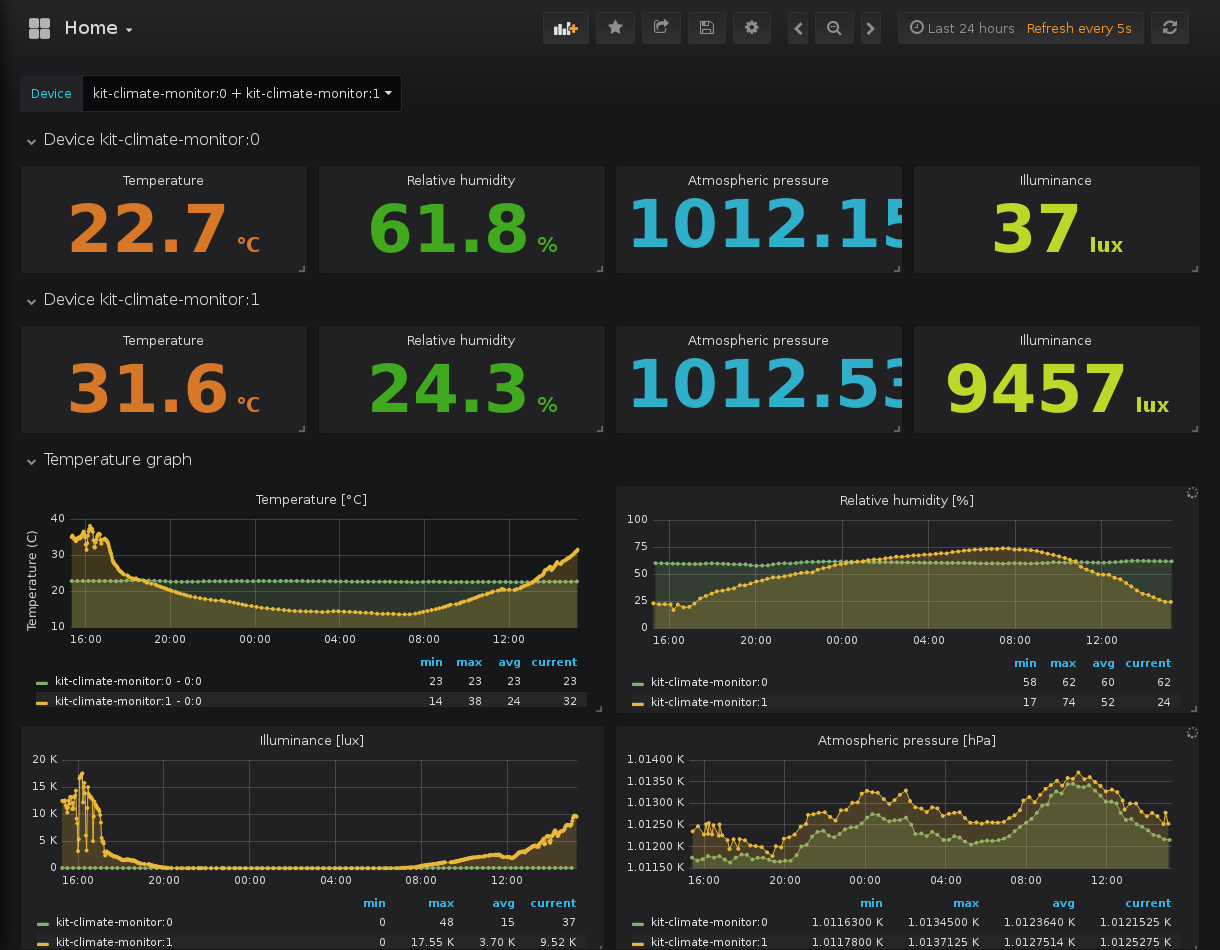 Home
Last 24 hours Refresh every 5s
Device kit-climate-monitor:0 + kit-climate-monitor:1
Device kit-climate-monitor:0
Temperature Relative humidity Atmospheric pressure Illuminance
22.7 °C 61.8 % 1012.15 37 lux
Device kit-climate-monitor:1
Temperature Relative humidity Atmospheric pressure Illuminance
31.6 °C 24.3 % 1012.53 9457 lux
Temperature graph
Temperature [°C]
Temperature (C)
40
30
20
10
16:00 20:00 00:00 04:00 08:00 12:00
min max avg current
kit-climate-monitor:0 - 0:0 23 23 23 23
kit-climate-monitor:1 - 0:0 14 38 24 32
Relative humidity [%]
100
75
50
25
0
16:00 20:00 00:00 04:00 08:00 12:00
min max avg current
kit-climate-monitor:0 58 62 60 62
kit-climate-monitor:1 17 74 52 24
Illuminance [lux]
20 K
15 K
10 K
5 K
0
16:00 20:00 00:00 04:00 08:00 12:00
min max avg current
kit-climate-monitor:0 0 48 15 37
kit-climate-monitor:1 0 17.55 K 3.70 K 9.52 K
Atmospheric pressure [hPa]
1.01400 K
1.01350 K
1.01300 K
1.01250 K
1.01200 K
1.01150 K
16:00 20:00 00:00 04:00 08:00 12:00
min max avg current
kit-climate-monitor:0 1.0116300 K 1.0134500 K 1.0123640 K 1.0121525 K
kit-climate-monitor:1 1.0117800 K 1.0137125 K 1.0127514 K 1.0125275 K